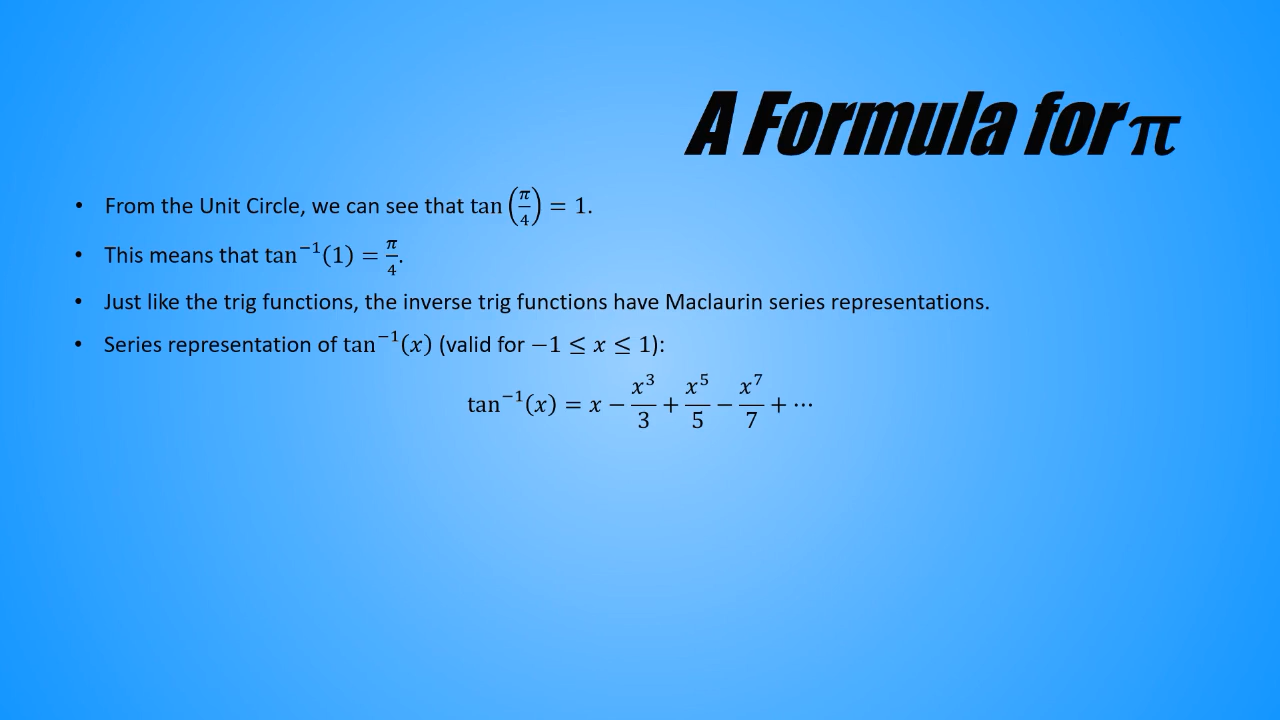 A Formula for π
• From the Unit Circle, we can see that tan(π/4) = 1.
• This means that tan⁻¹(1) = π/4.
• Just like the trig functions, the inverse trig functions have Maclaurin series representations.
• Series representation of tan⁻¹(x) (valid for −1 ≤ x ≤ 1):
tan⁻¹(x) = x − x³/3 + x⁵/5 − x⁷/7 + ⋯